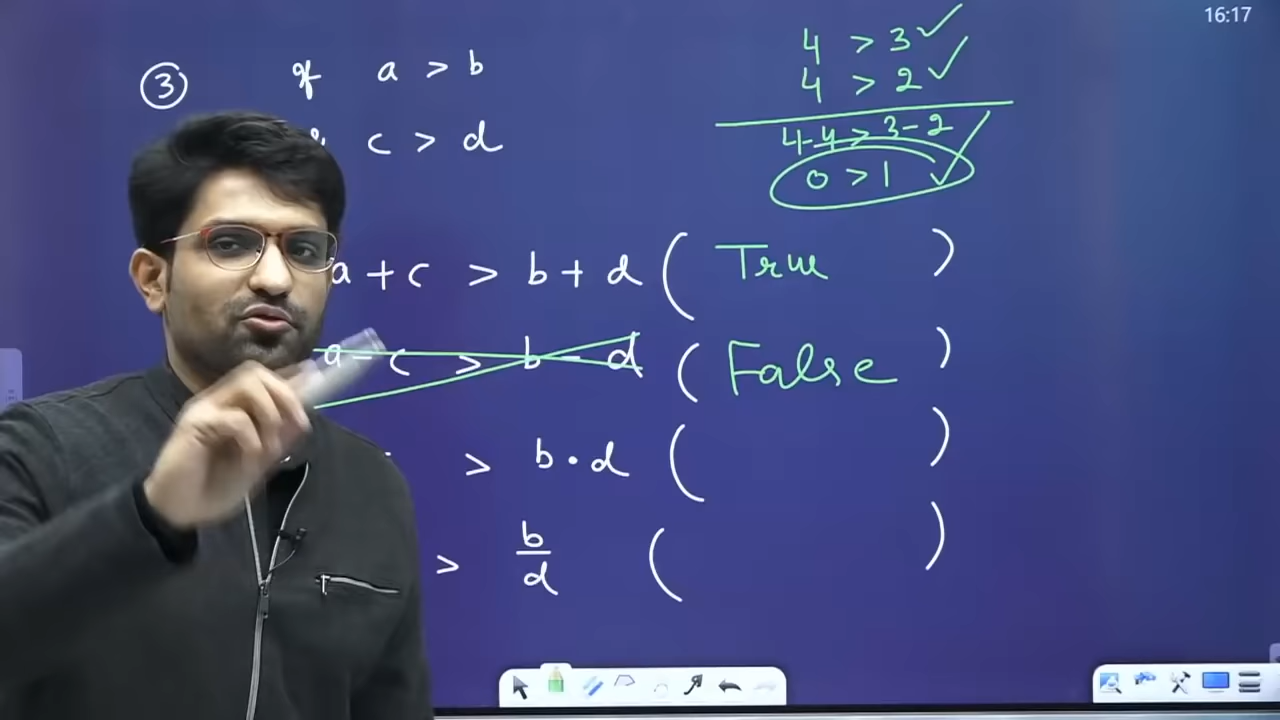 16:17
③ If a > b
c > d
4 > 3 ✓
4 > 2 ✓
4-4 > 3-2
0 > 1 ✓
a + c > b + d ( True )
a - c > b - d ( False )
> b . d ( )
> b/d ( )